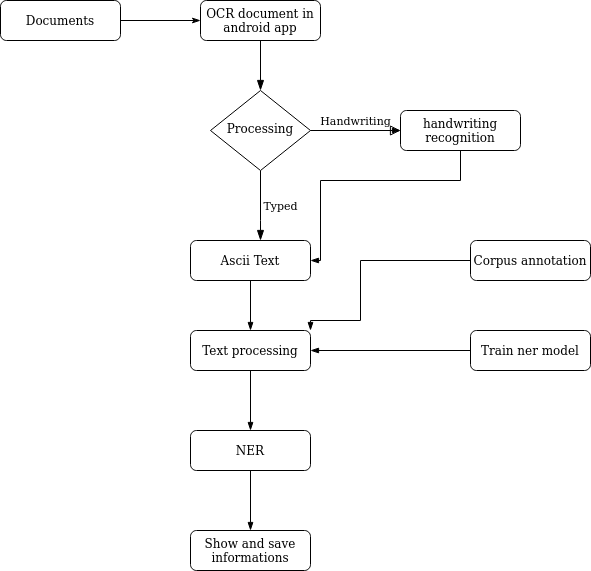 Documents
OCR document in
android app
Processing
Handwriting
handwriting
recognition
Typed
Ascii Text
Corpus annotation
Text processing
Train ner model
NER
Show and save
informations